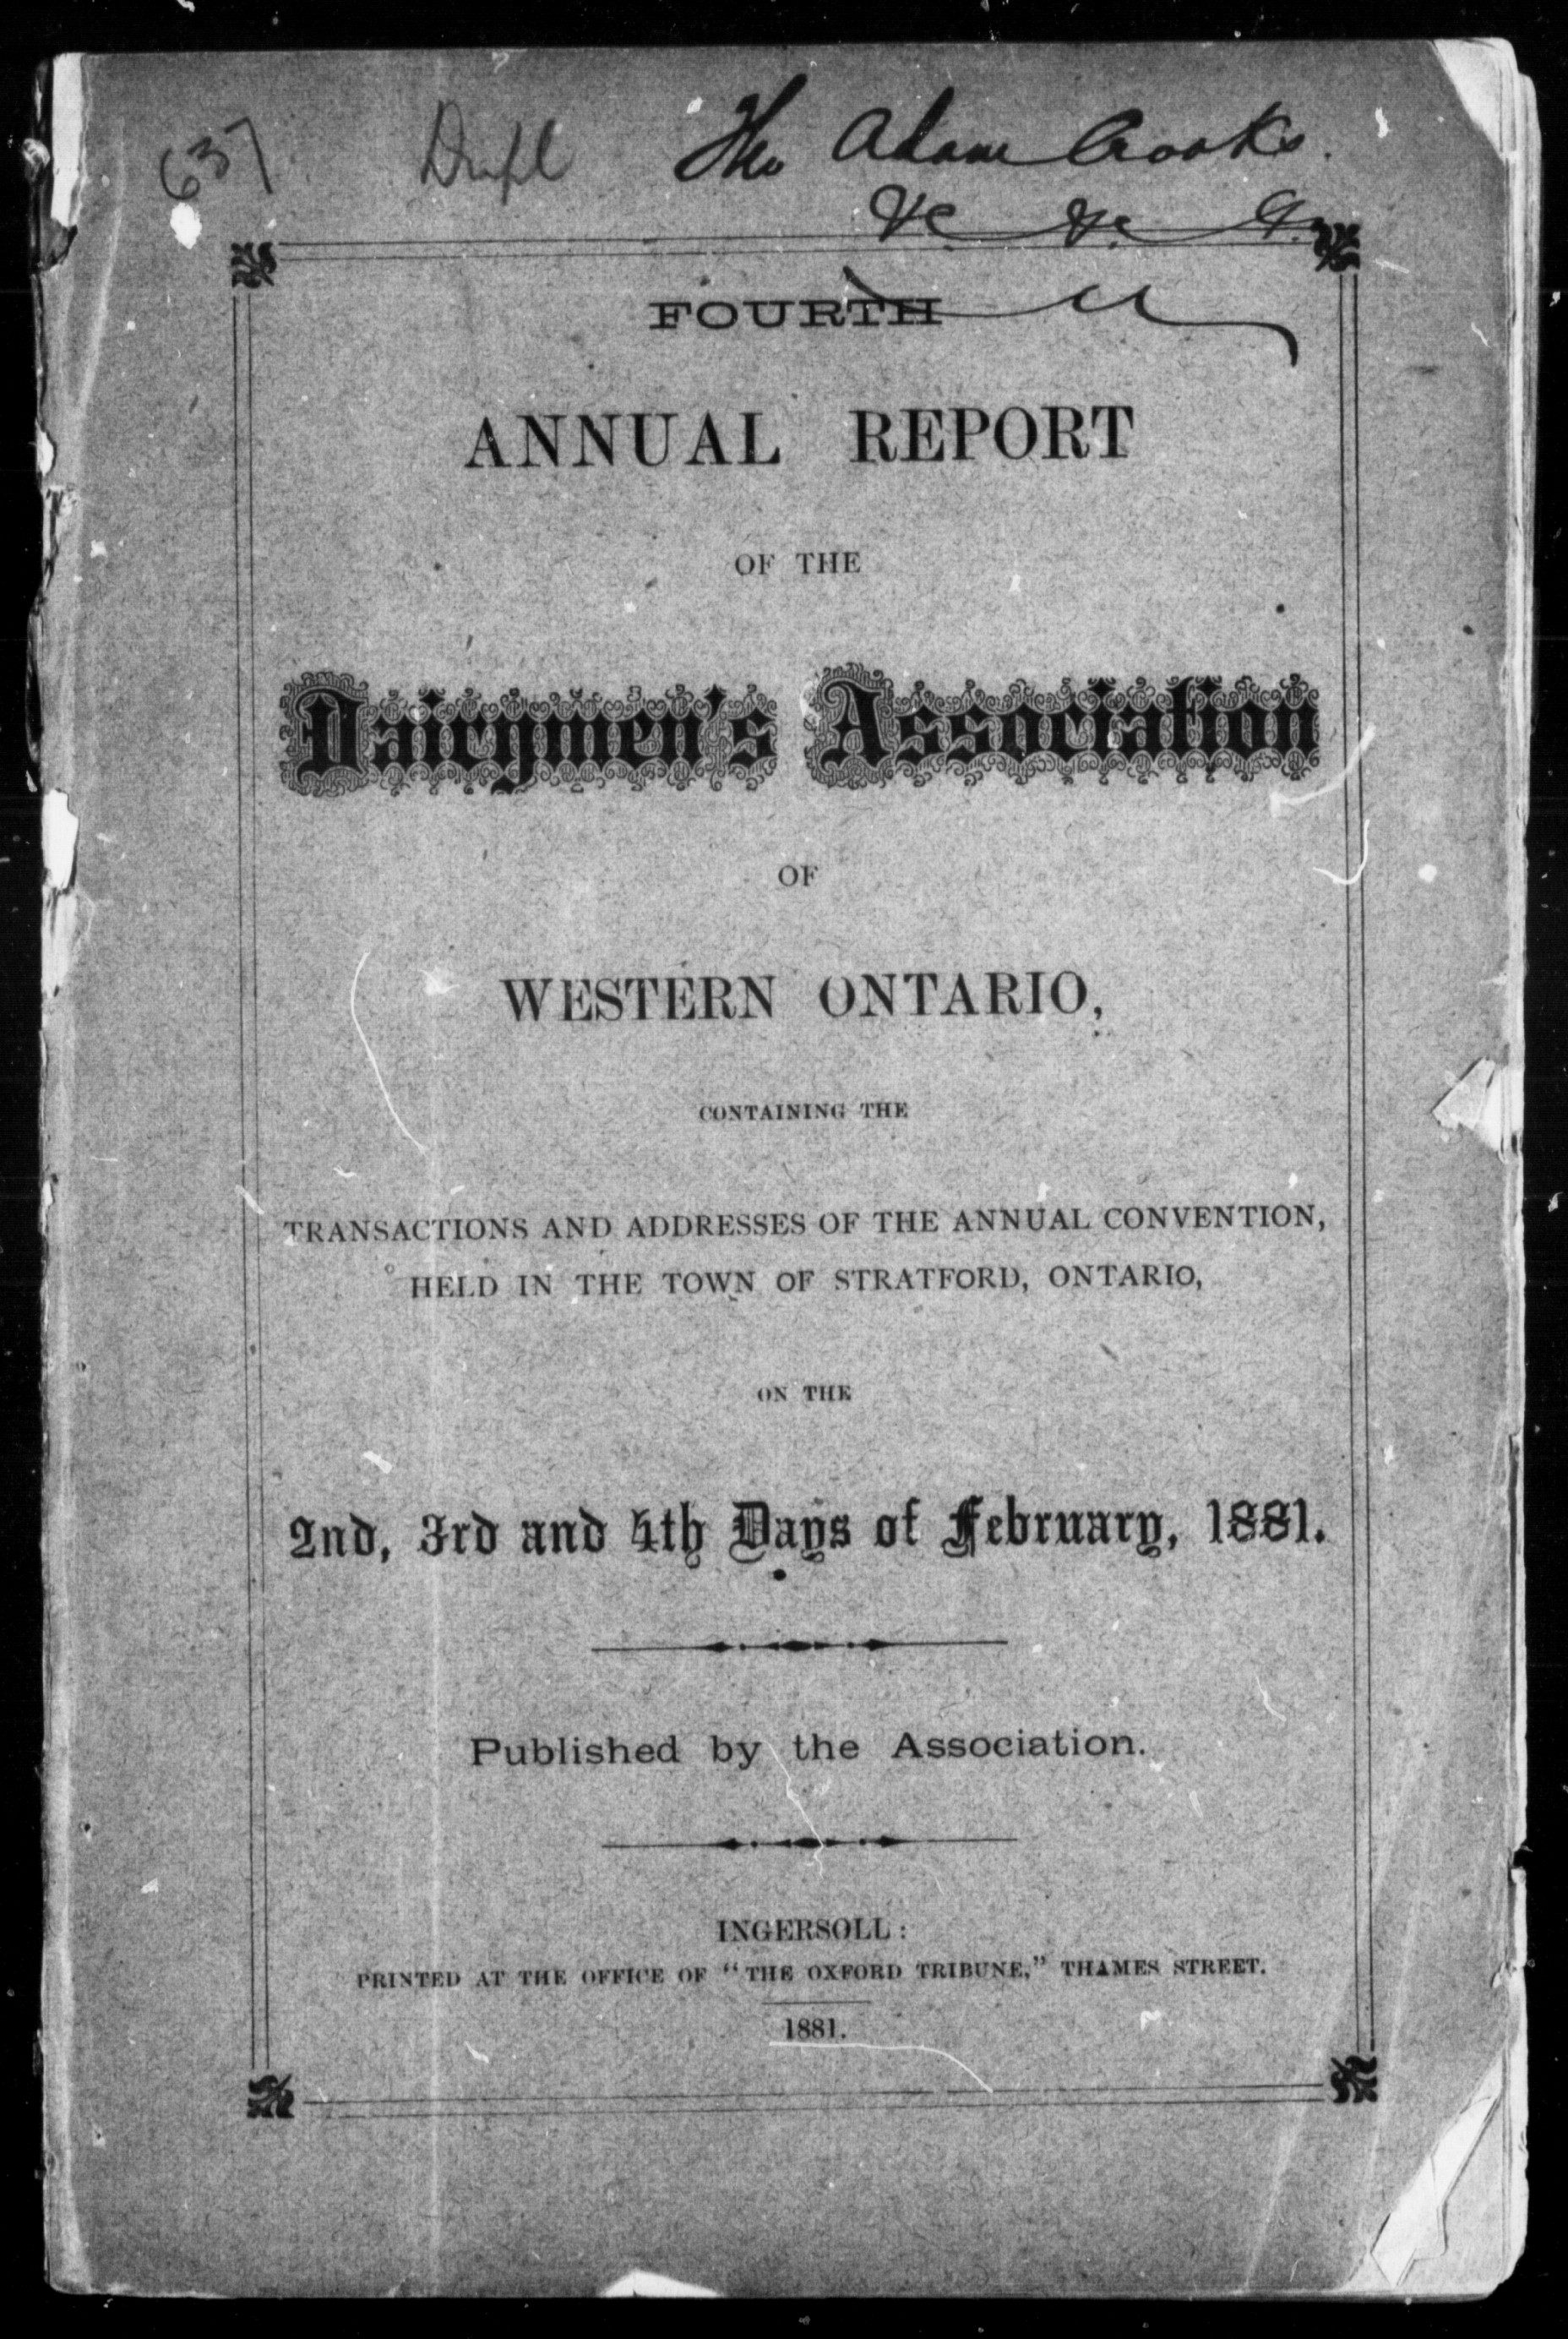 637 Dupl Adam Crooks
FOURTH
ANNUAL REPORT
OF THE
Dairymen's Association
OF
WESTERN ONTARIO,
CONTAINING THE
TRANSACTIONS AND ADDRESSES OF THE ANNUAL CONVENTION,
HELD IN THE TOWN OF STRATFORD, ONTARIO,
ON THE
2nd, 3rd and 4th Days of February, 1881.
Published by the Association.
INGERSOLL:
PRINTED AT THE OFFICE OF "THE OXFORD TRIBUNE," THAMES STREET.
1881.